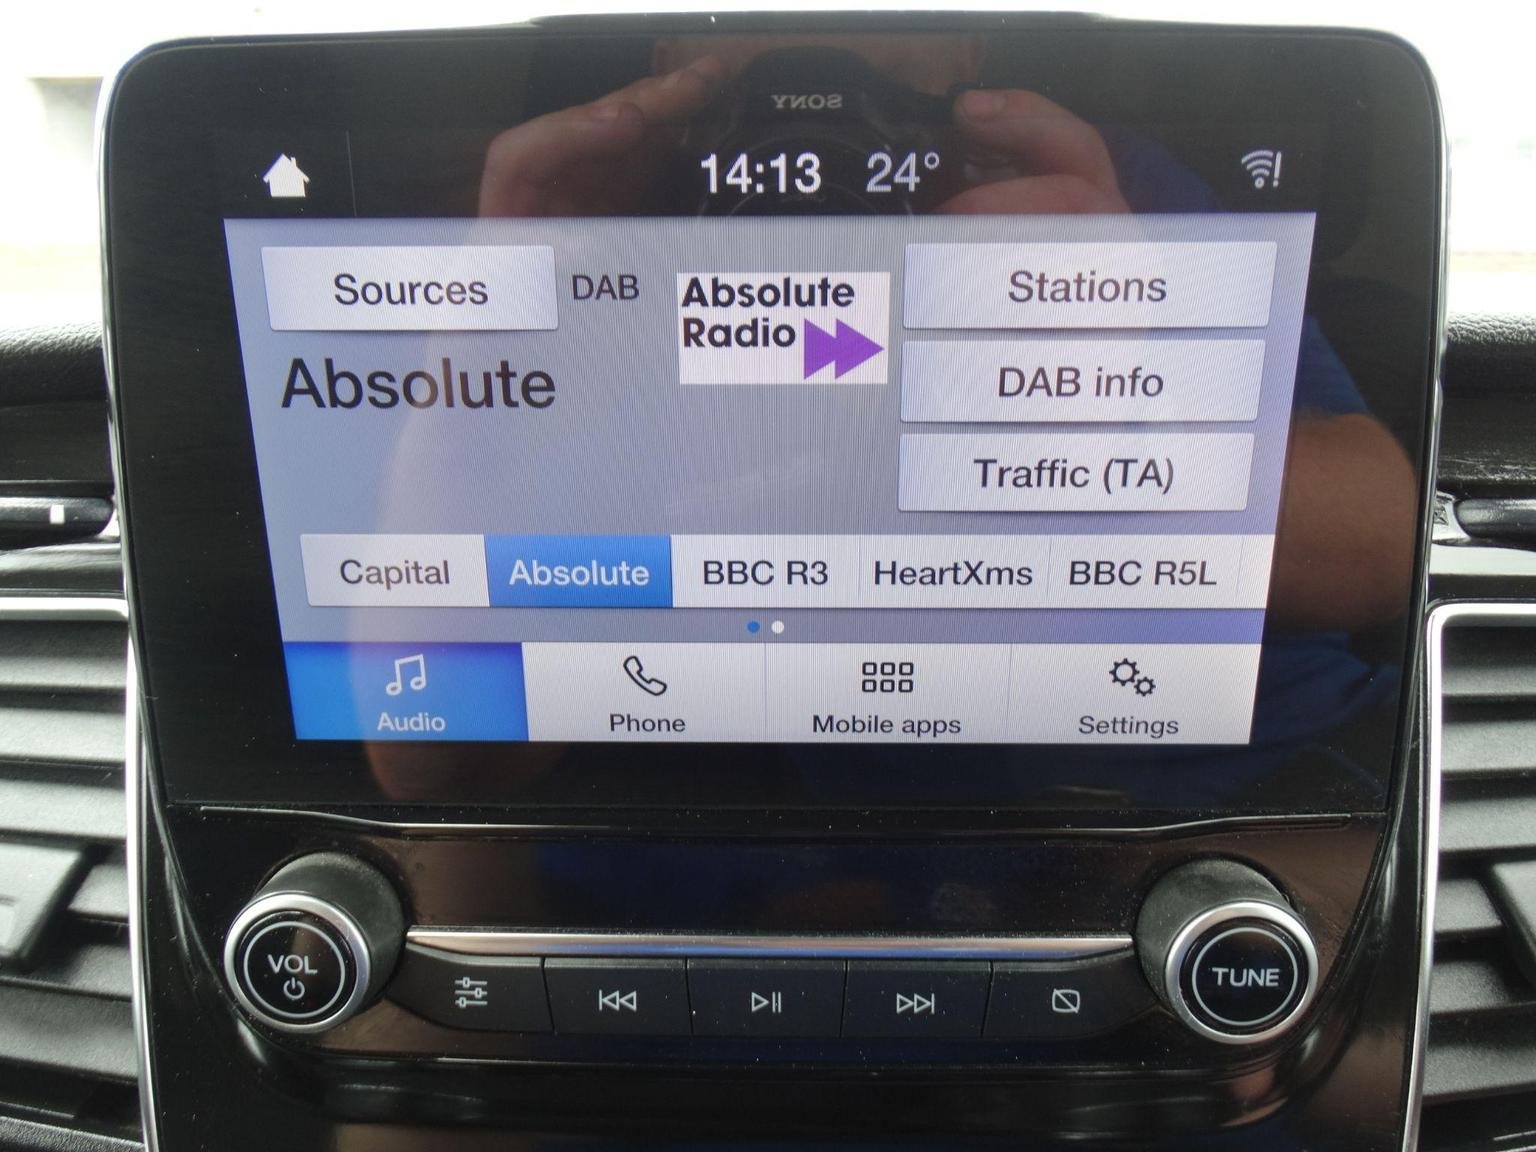 SONY
14:13 24°
Sources DAB
Absolute
Radio
Stations
DAB info
Traffic (TA)
Absolute
Capital Absolute BBC R3 HeartXms BBC R5L
Audio Phone Mobile apps Settings
VOL
TUNE